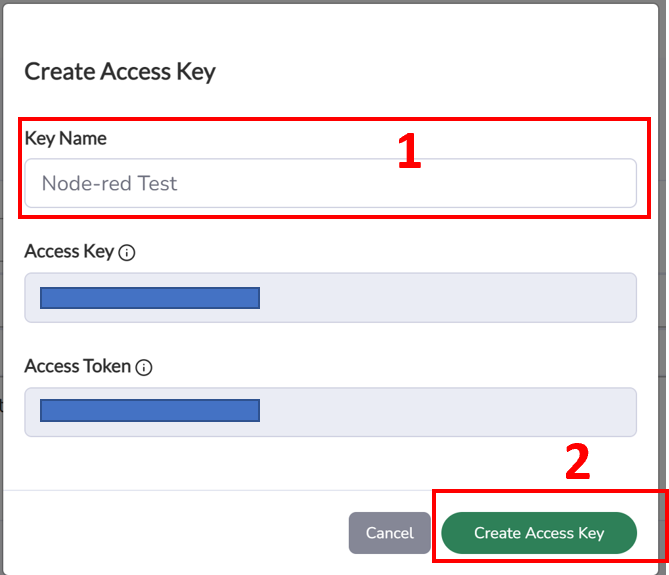 Create Access Key
Key Name
1
Node-red Test
Access Key
Access Token
2
Cancel
Create Access Key